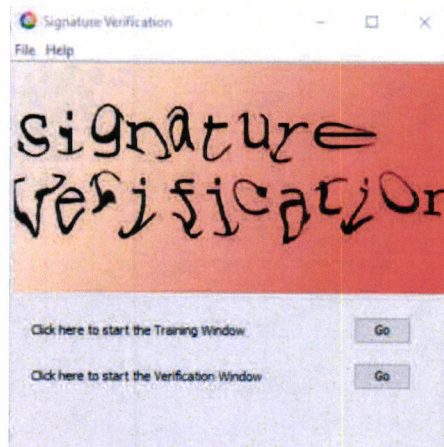 Signature Verification
File Help
Signature
Verification
Click here to start the Training Window
Go
Click here to start the Verification Window
Go